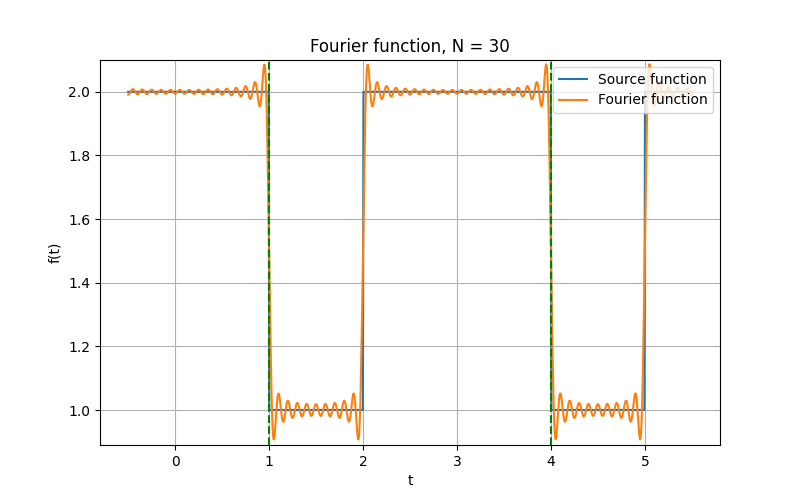 Fourier function, N = 30
Source function
Fourier function
f(t)
2.0
1.8
1.6
1.4
1.2
1.0
0 1 2 3 4 5
t